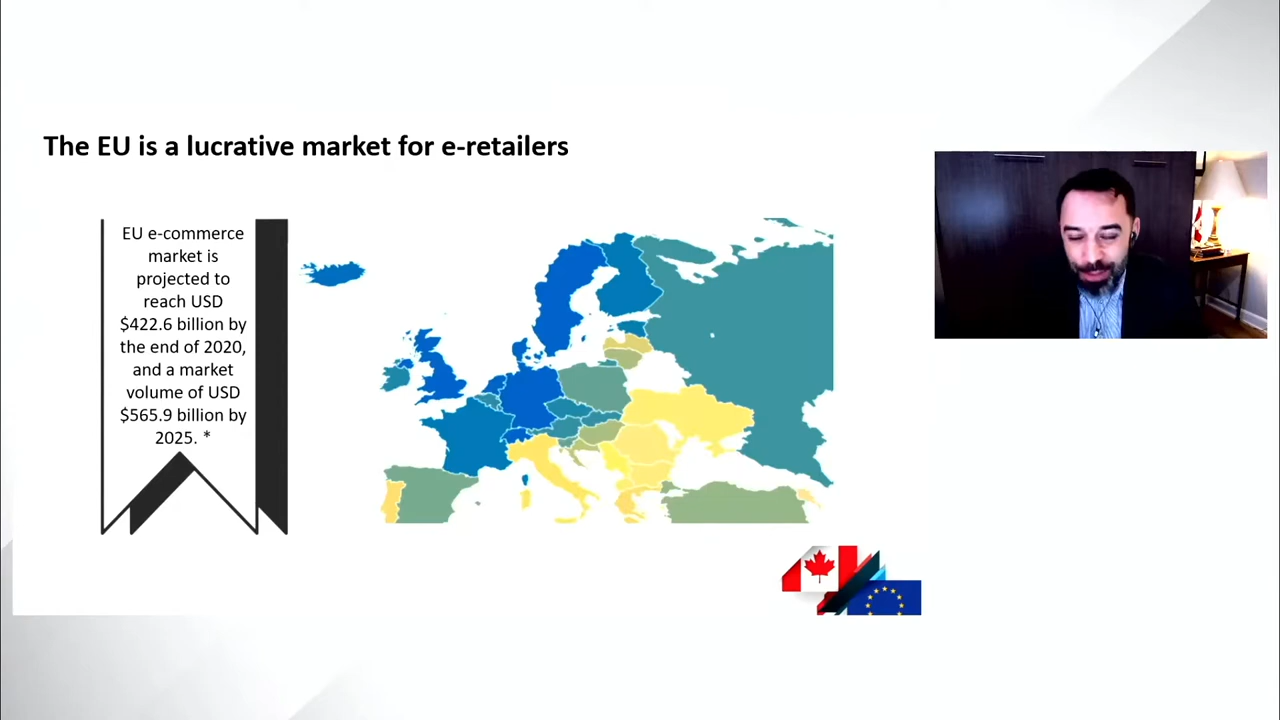 The EU is a lucrative market for e-retailers
EU e-commerce
market is
projected to
reach USD
$422.6 billion by
the end of 2020,
and a market
volume of USD
$565.9 billion by
2025. *